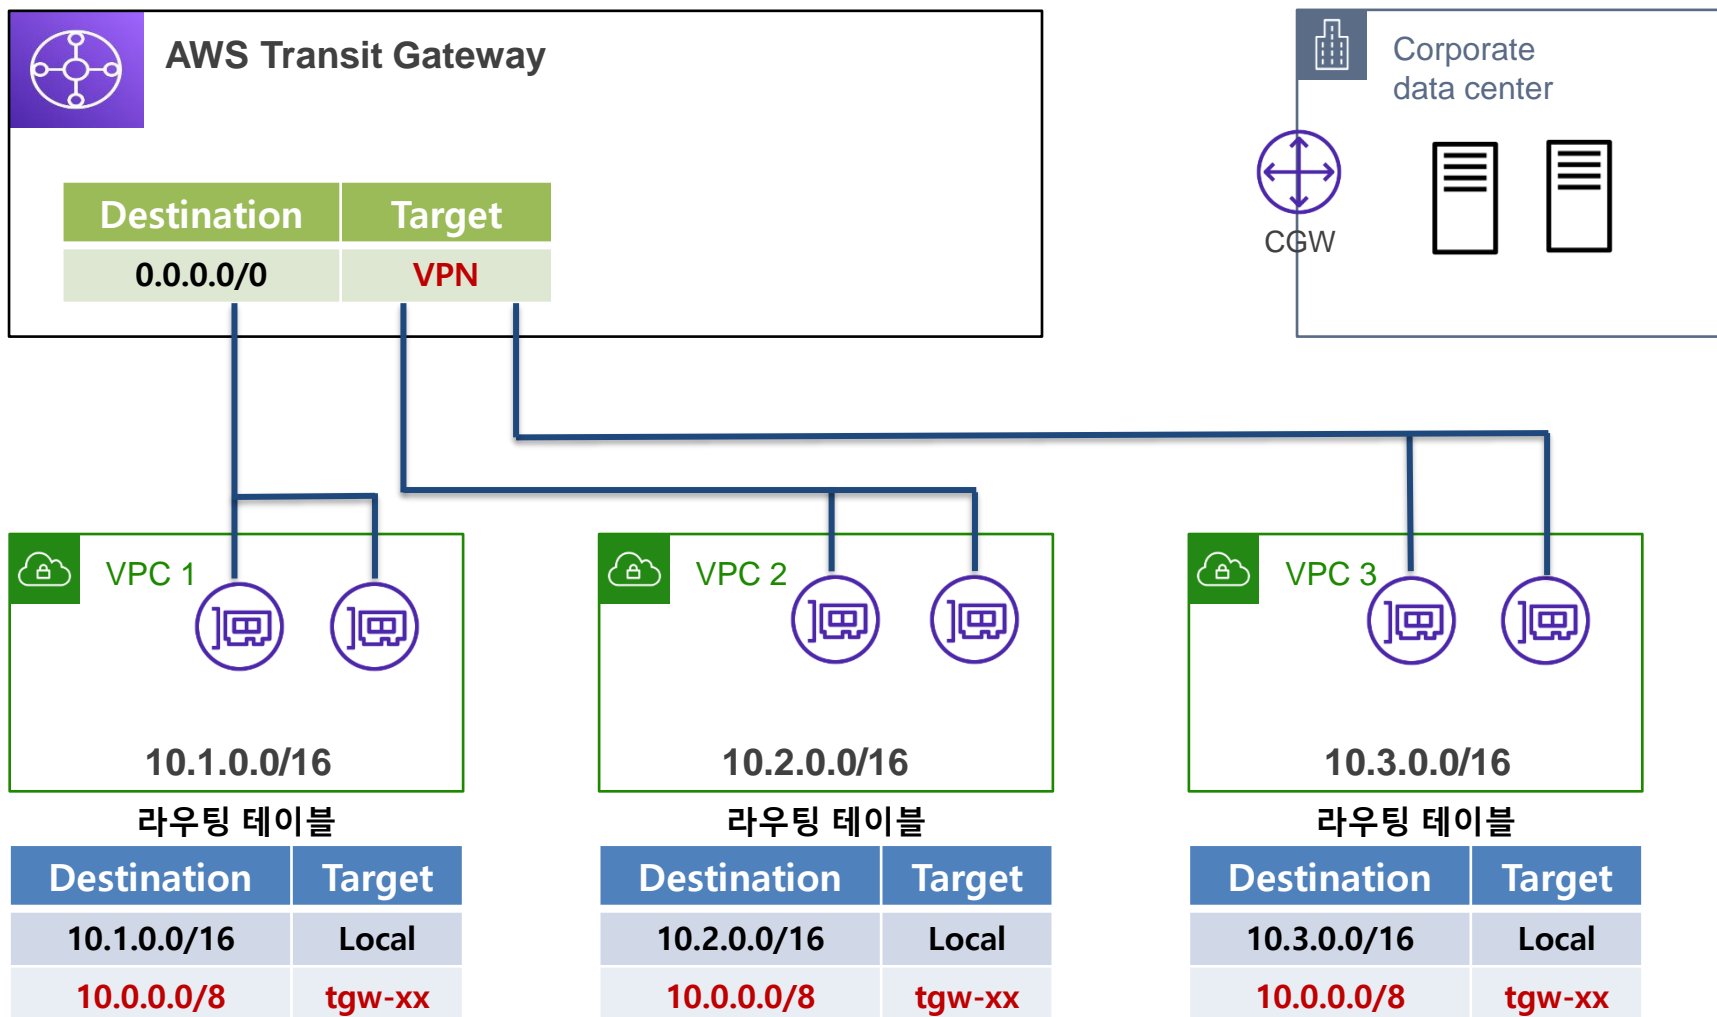 AWS Transit Gateway
Corporate
data center
CGW
Destination Target
0.0.0.0/0 VPN
VPC 1
10.1.0.0/16
VPC 2
10.2.0.0/16
VPC 3
10.3.0.0/16
라우팅 테이블
Destination Target
10.1.0.0/16 Local
10.0.0.0/8 tgw-xx
라우팅 테이블
Destination Target
10.2.0.0/16 Local
10.0.0.0/8 tgw-xx
라우팅 테이블
Destination Target
10.3.0.0/16 Local
10.0.0.0/8 tgw-xx